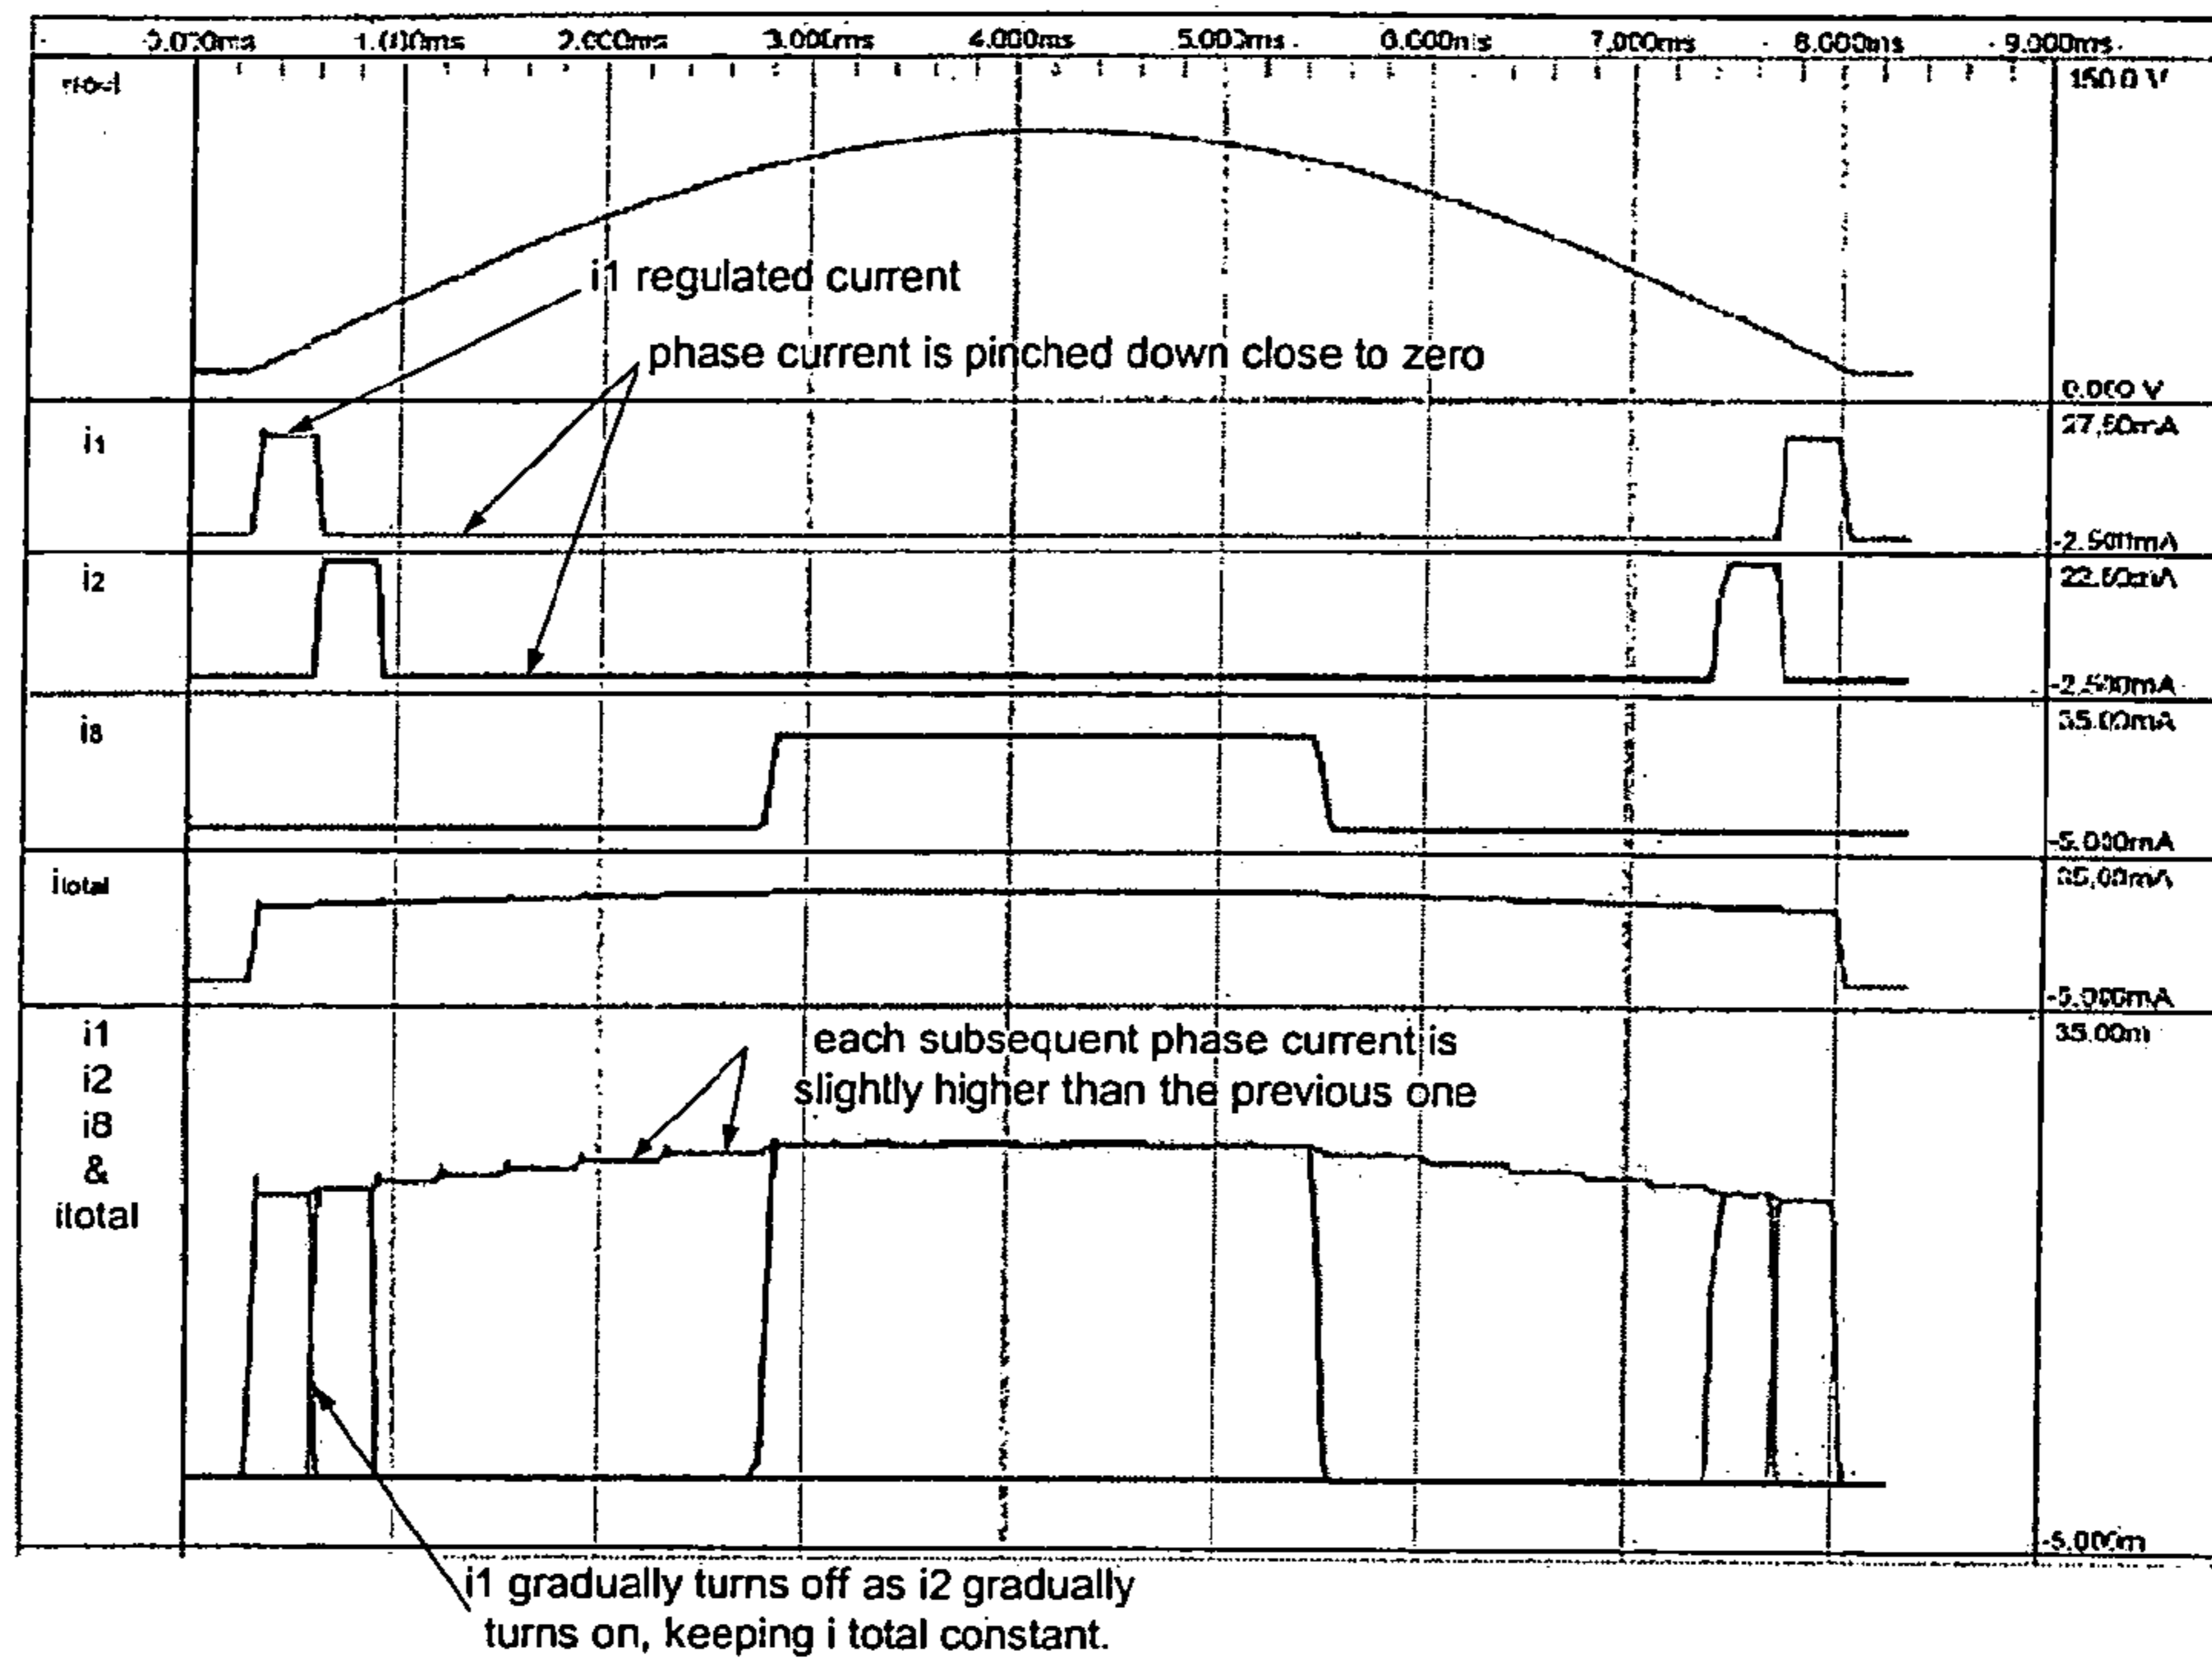 1.000ms 2.000ms 3.000ms 4.000ms 5.000ms 6.000ms 7.000ms 8.000ms 9.000ms
150.0 V
i1 regulated current
phase current is pinched down close to zero
0.000 V
i1
27.50mA
-2.500mA
i2
22.50mA
-2.500mA
i8
35.00mA
-5.000mA
itotal
35.00mA
-5.000mA
i1
i2
i8
&
itotal
35.00m
each subsequent phase current is
slightly higher than the previous one
-5.000m
i1 gradually turns off as i2 gradually
turns on, keeping i total constant.